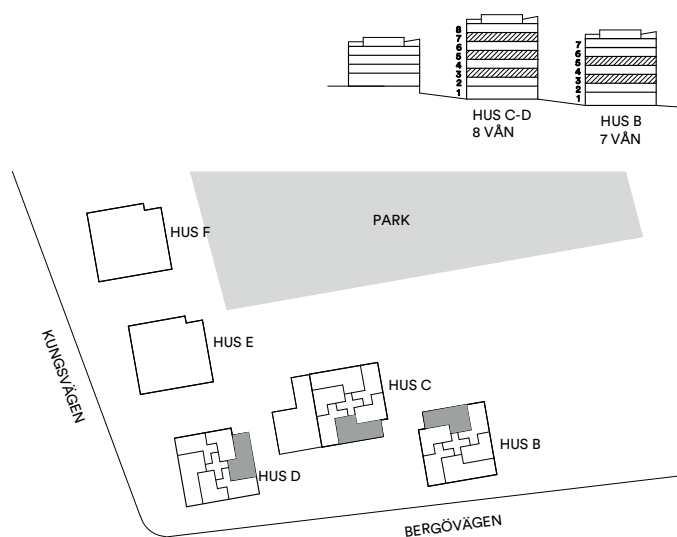 8
7
6
5
4
3
2
1
7
6
5
4
3
2
1
HUS C-D
8 VÅN
HUS B
7 VÅN
PARK
HUS F
HUS E
KUNGSVÄGEN
HUS C
HUS B
HUS D
BERGÖVÄGEN